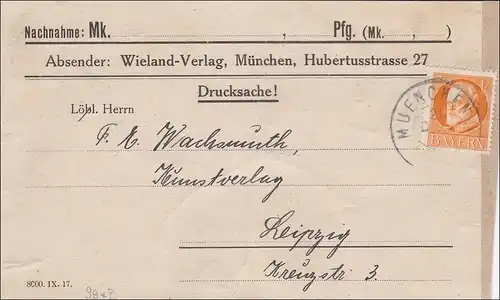 Nachnahme: Mk. , Pfg. (Mk. , )
Absender: Wieland-Verlag, München, Hubertusstrasse 27
Drucksache!
Löbl. Herrn
MUENCHEN
BAYERN
F. E. Wachsmuth,
Kunstverlag
Leipzig
Kreuzstr. 3
8000. IX. 17.